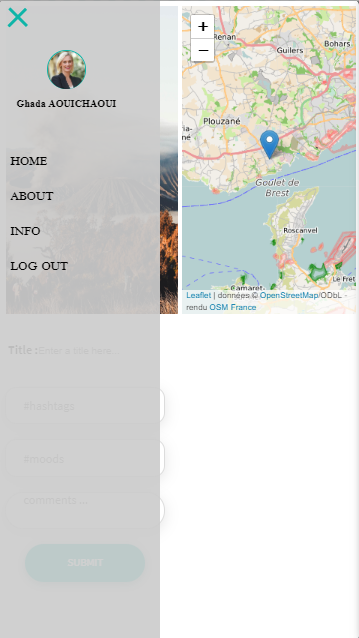 Ghada AOUICHAOUI
HOME
ABOUT
INFO
LOG OUT
Title :Enter a title here...
#hashtags
#moods
comments ...
SUBMIT
+
−
Renan
Guilers
Bohars
Plouzané
Goulet de
Brest
Roscanvel
Camaret
Le Fret
Leaflet | données © OpenStreetMap/ODbL -
rendu OSM France